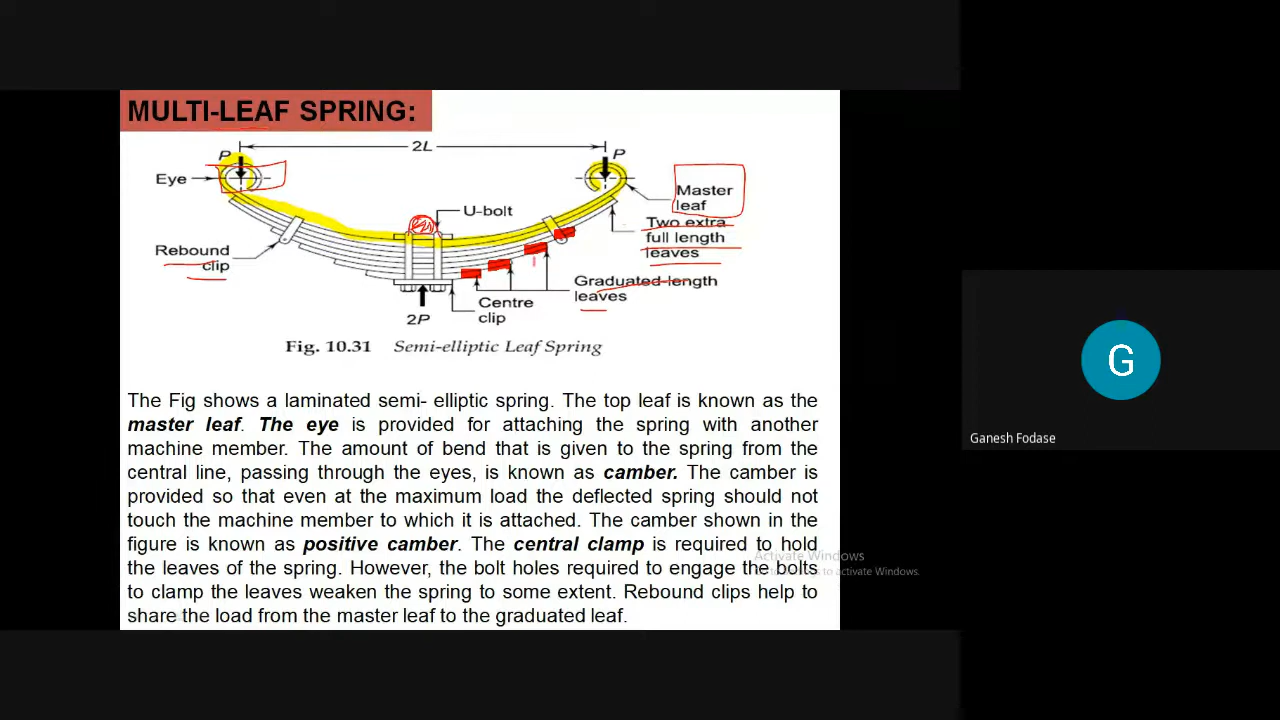 MULTI-LEAF SPRING:
2L
P
P
Eye
Master
leaf
U-bolt
Two extra
full length
leaves
Rebound
clip
Graduated-length
leaves
Centre
clip
2P
Fig. 10.31 Semi-elliptic Leaf Spring
The Fig shows a laminated semi- elliptic spring. The top leaf is known as the
master leaf. The eye is provided for attaching the spring with another
machine member. The amount of bend that is given to the spring from the
central line, passing through the eyes, is known as camber. The camber is
provided so that even at the maximum load the deflected spring should not
touch the machine member to which it is attached. The camber shown in the
figure is known as positive camber. The central clamp is required to hold
the leaves of the spring. However, the bolt holes required to engage the bolts
to clamp the leaves weaken the spring to some extent. Rebound clips help to
share the load from the master leaf to the graduated leaf.
Activate Windows
to activate Windows.
G
Ganesh Fodase